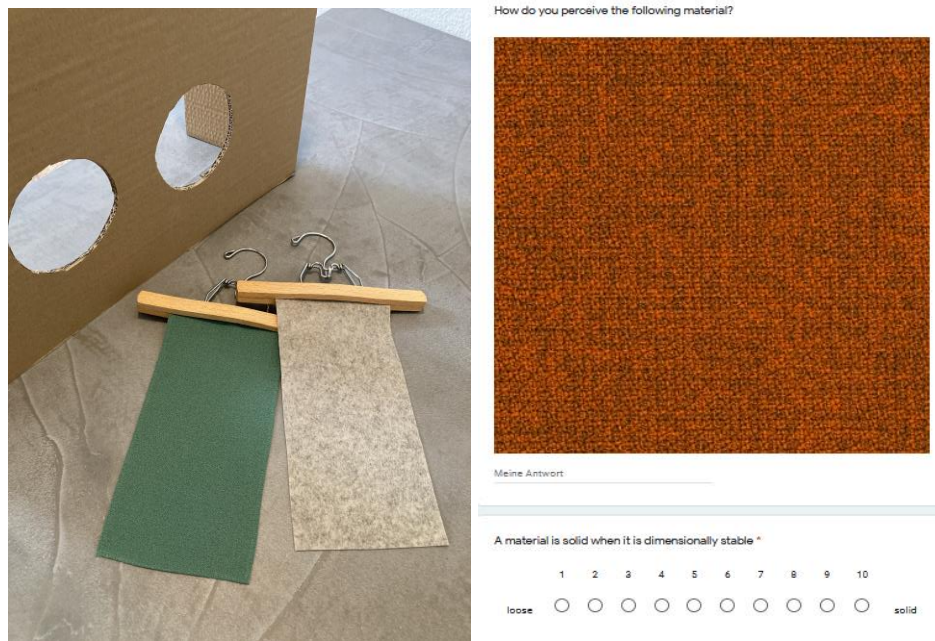 How do you perceive the following material?
Meine Antwort
A material is solid when it is dimensionally stable *
1 2 3 4 5 6 7 8 9 10
loose solid